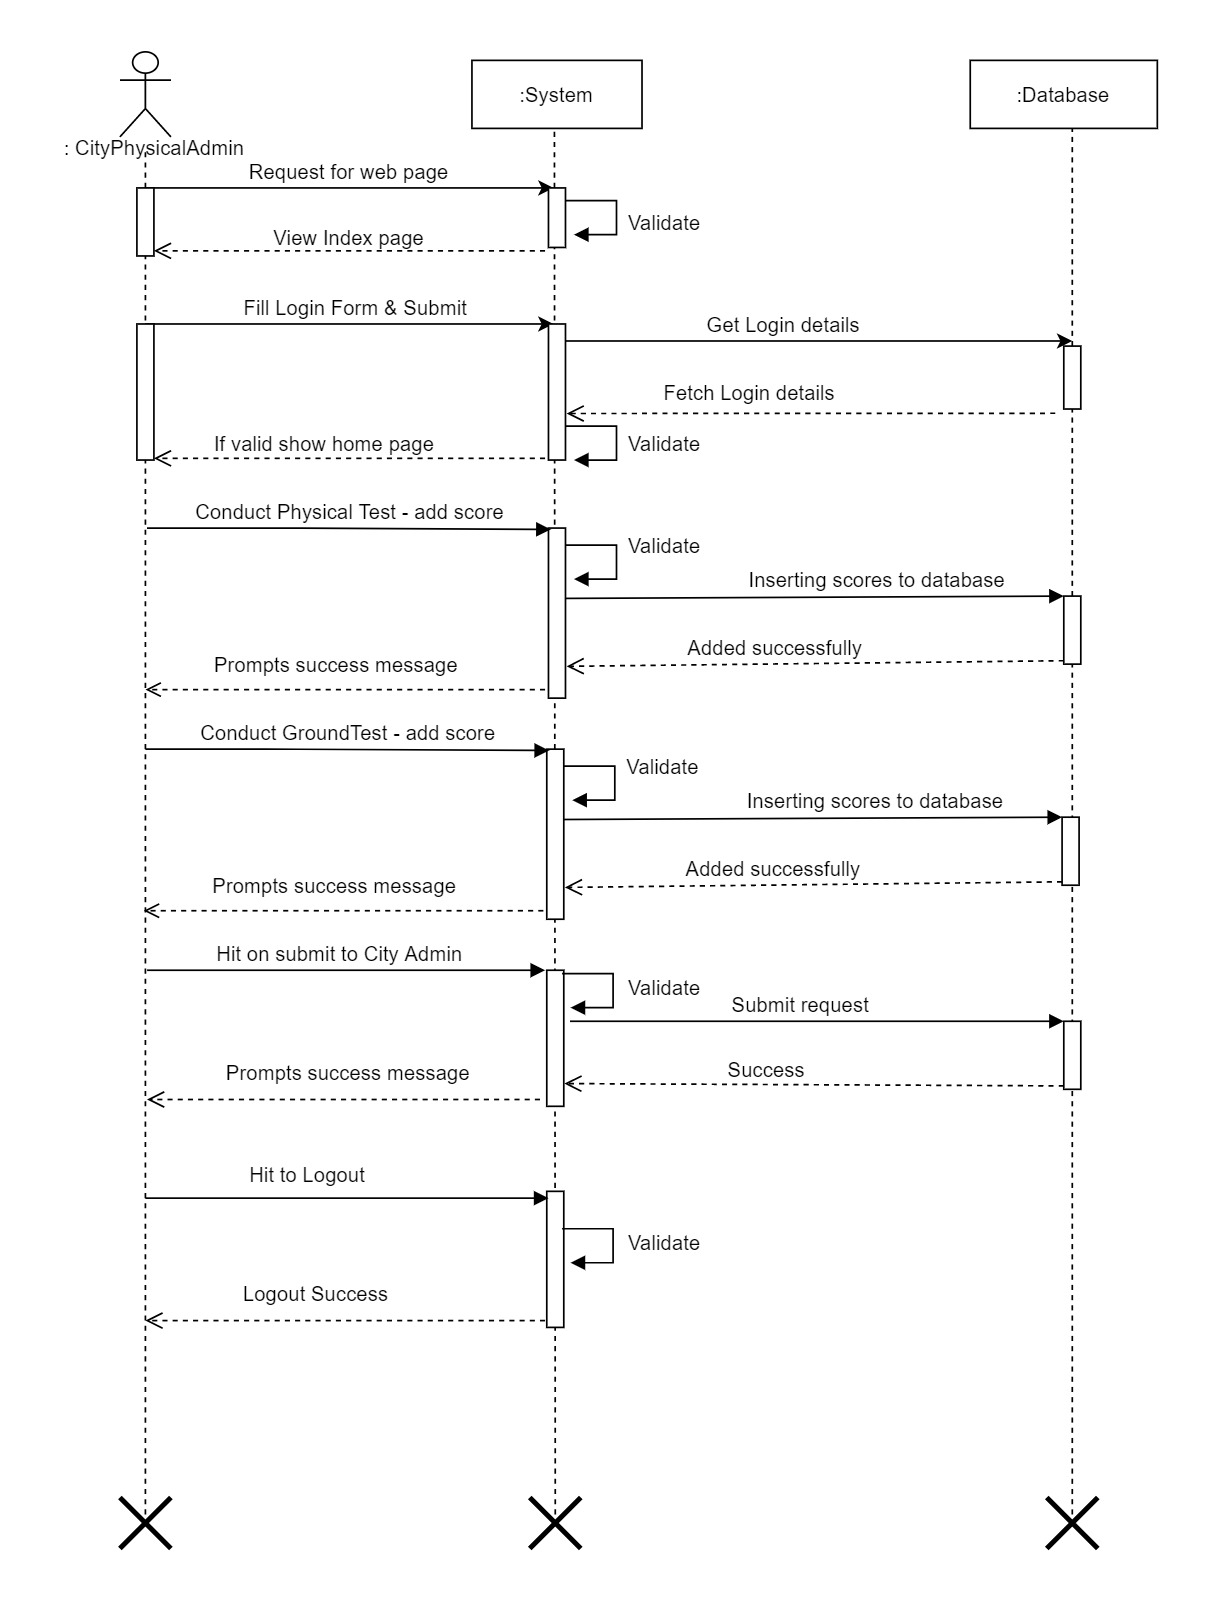 :System
:Database
: CityPhysicalAdmin
Request for web page
Validate
View Index page
Fill Login Form & Submit
Get Login details
Fetch Login details
If valid show home page
Validate
Conduct Physical Test - add score
Validate
Inserting scores to database
Added successfully
Prompts success message
Conduct GroundTest - add score
Validate
Inserting scores to database
Added successfully
Prompts success message
Hit on submit to City Admin
Validate
Submit request
Success
Prompts success message
Hit to Logout
Validate
Logout Success